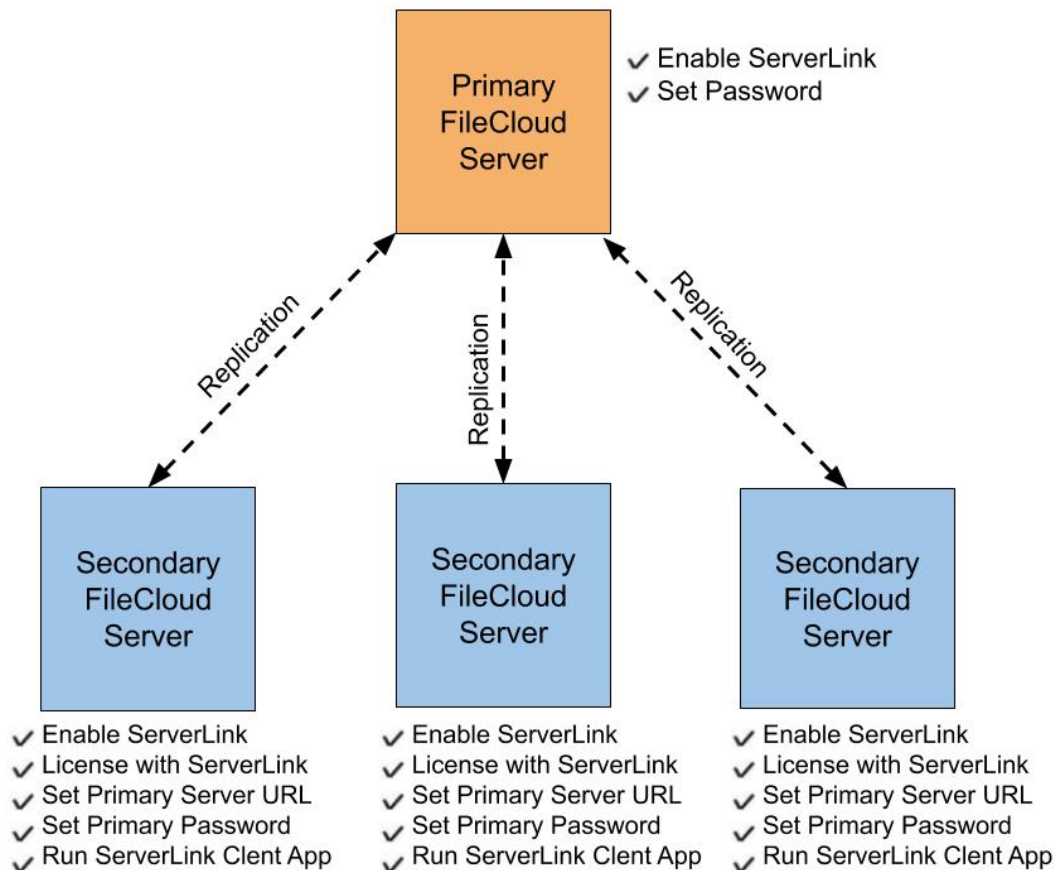 Primary
FileCloud
Server
✓ Enable ServerLink
✓ Set Password
Replication
Replication
Replication
Secondary
FileCloud
Server
✓ Enable ServerLink
✓ License with ServerLink
✓ Set Primary Server URL
✓ Set Primary Password
✓ Run ServerLink Clent App
Secondary
FileCloud
Server
✓ Enable ServerLink
✓ License with ServerLink
✓ Set Primary Server URL
✓ Set Primary Password
✓ Run ServerLink Clent App
Secondary
FileCloud
Server
✓ Enable ServerLink
✓ License with ServerLink
✓ Set Primary Server URL
✓ Set Primary Password
✓ Run ServerLink Clent App